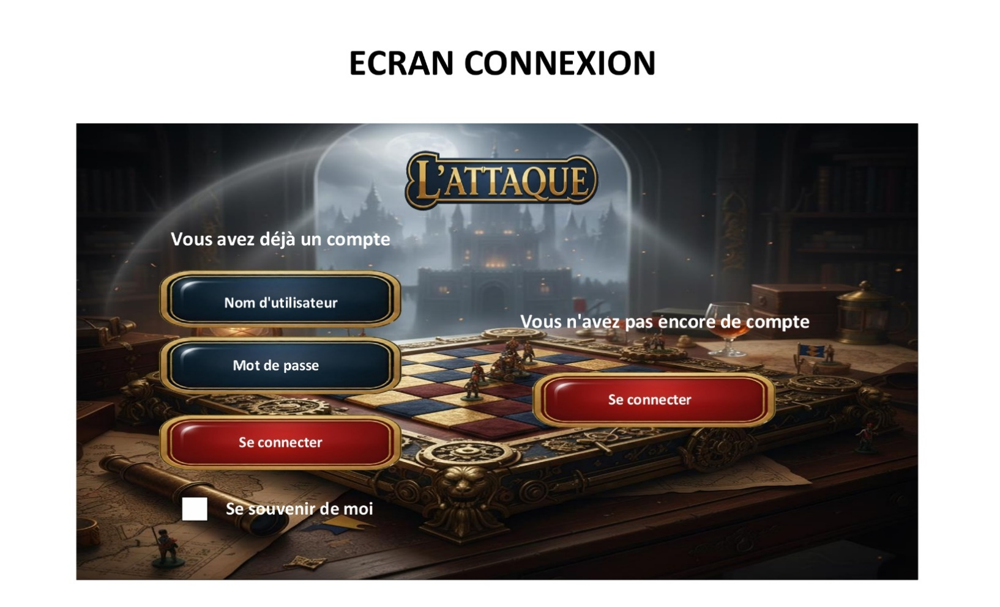 ECRAN CONNEXION
L'ATTAQUE
Vous avez déjà un compte
Nom d'utilisateur
Mot de passe
Se connecter
Se souvenir de moi
Vous n'avez pas encore de compte
Se connecter